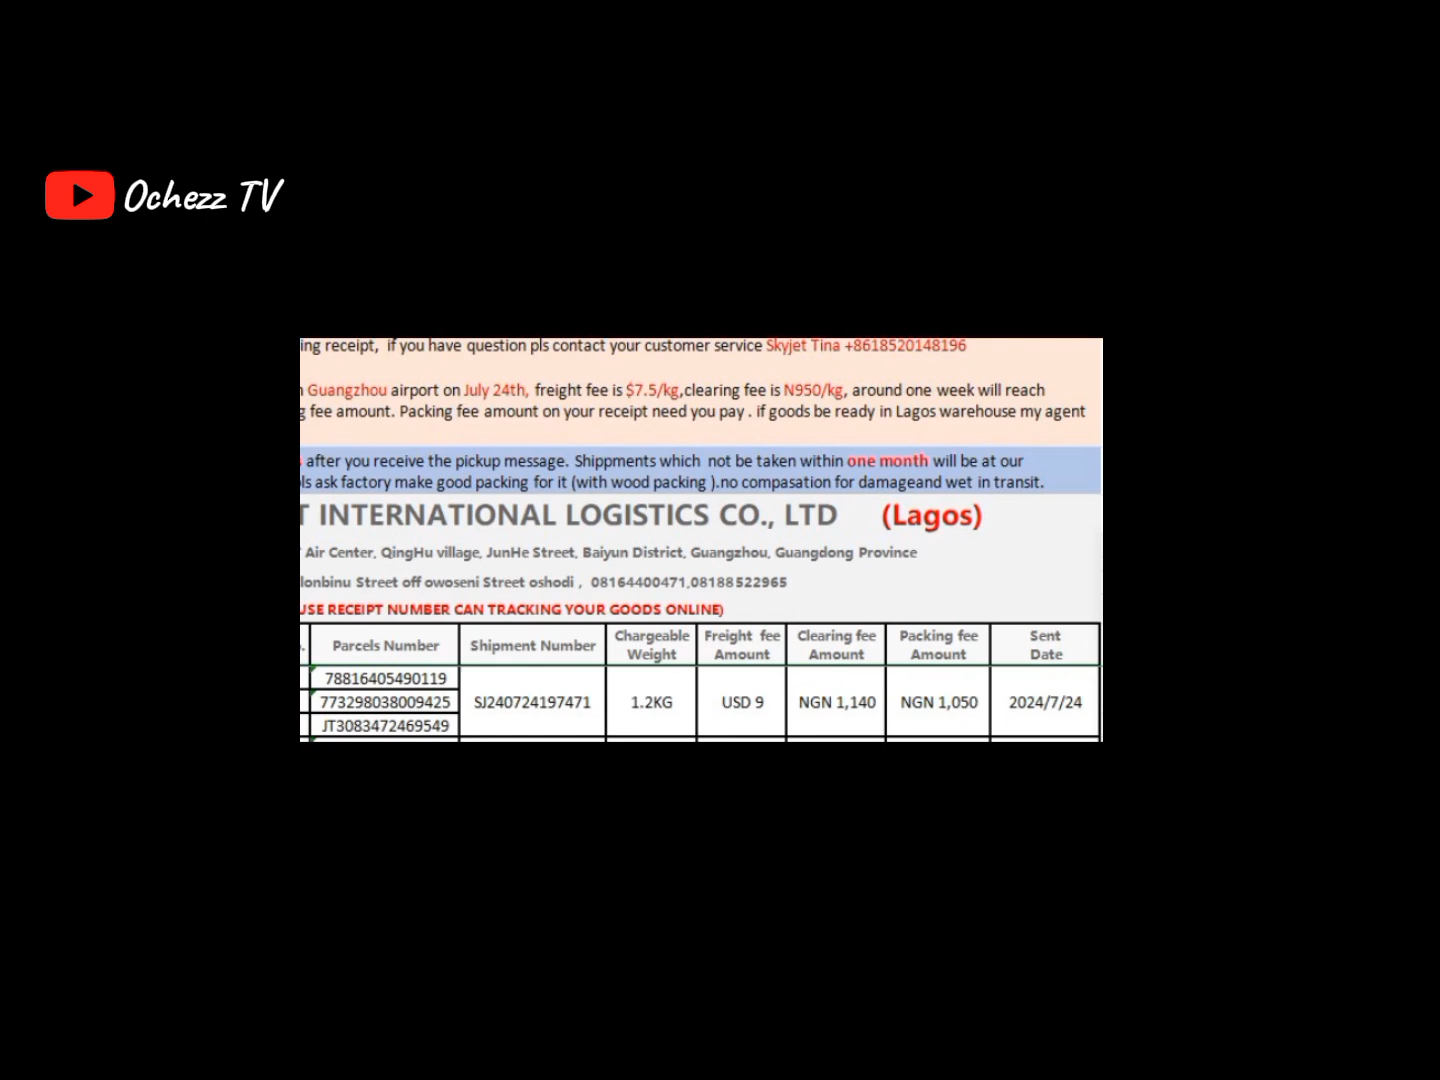 Ochezz TV
ing receipt, if you have question pls contact your customer service Skyjet Tina +8618520148196
Guangzhou airport on July 24th, freight fee is $7.5/kg,clearing fee is N950/kg, around one week will reach
g fee amount. Packing fee amount on your receipt need you pay . if goods be ready in Lagos warehouse my agent
after you receive the pickup message. Shippments which not be taken within one month will be at our
ls ask factory make good packing for it (with wood packing ).no compasation for damageand wet in transit.
T INTERNATIONAL LOGISTICS CO., LTD (Lagos)
Air Center, QingHu village, JunHe Street, Baiyun District, Guangzhou, Guangdong Province
lonbinu Street off owoseni Street oshodi , 08164400471,08188522965
USE RECEIPT NUMBER CAN TRACKING YOUR GOODS ONLINE)
Parcels Number Shipment Number Chargeable Weight Freight fee Amount Clearing fee Amount Packing fee Amount Sent Date
78816405490119
773298038009425 SJ240724197471 1.2KG USD 9 NGN 1,140 NGN 1,050 2024/7/24
JT3083472469549